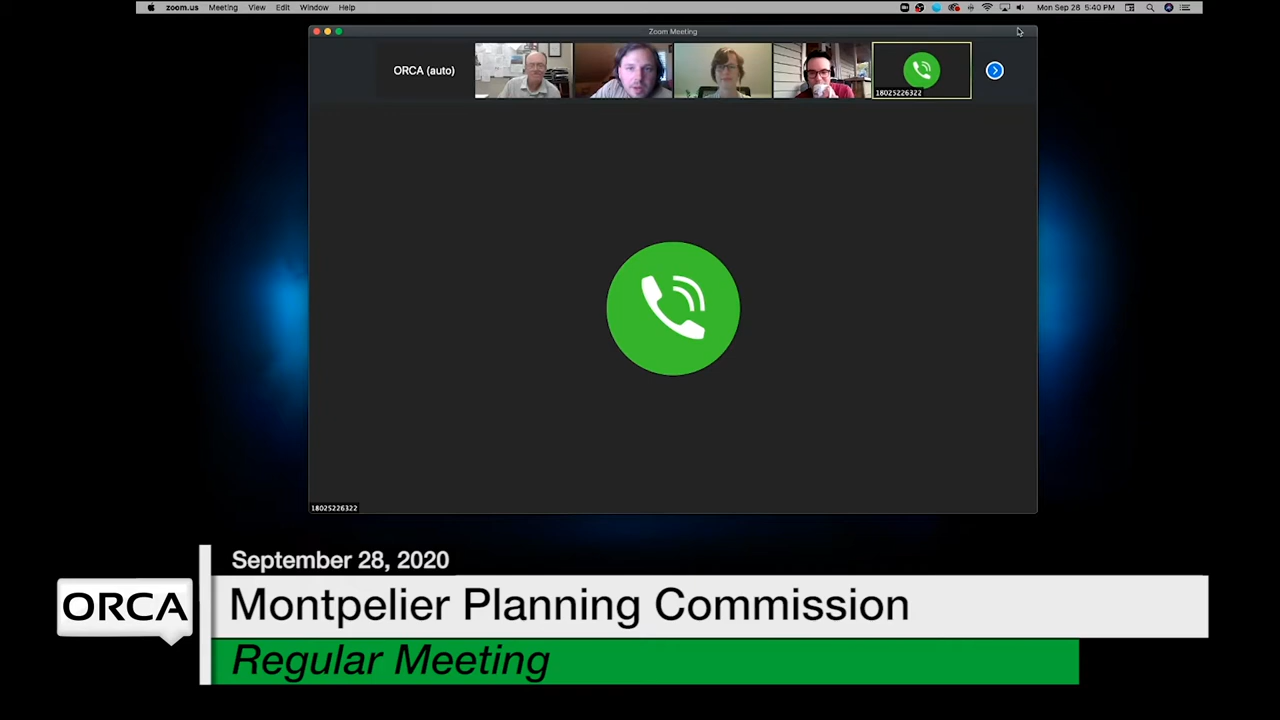 zoom.us Meeting View Edit Window Help Mon Sep 28 5:40 PM
Zoom Meeting
ORCA (auto)
18025226322
18025226322
September 28, 2020
ORCA
Montpelier Planning Commission
Regular Meeting